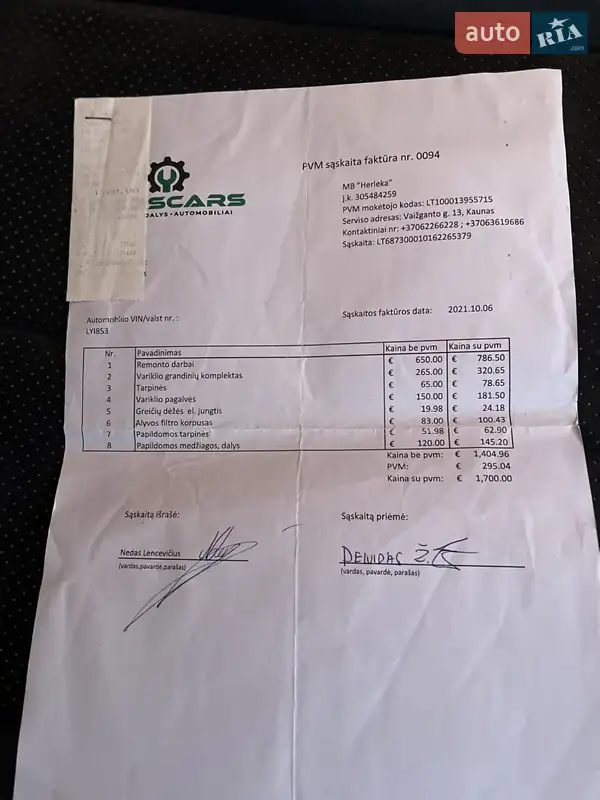 auto RIA .com
PVM sąskaita faktūra nr. 0094
SCARS
DALYS • AUTOMOBILIAI
MB "Herleka"
Į.k. 305484259
PVM mokėtojo kodas: LT100013955715
Serviso adresas: Vaižganto g. 13, Kaunas
Kontaktiniai nr: +37062266228 ; +37063619686
Sąskaita: LT687300010162265379
Automobilio VIN/valst nr. :
LYI853
Sąskaitos faktūros data: 2021.10.06
Nr. Pavadinimas Kaina be pvm Kaina su pvm
1 Remonto darbai € 650.00 € 786.50
2 Variklio grandinių komplektas € 265.00 € 320.65
3 Tarpinės € 65.00 € 78.65
4 Variklio pagalvės € 150.00 € 181.50
5 Greičių dėžės el. jungtis € 19.98 € 24.18
6 Alyvos filtro korpusas € 83.00 € 100.43
7 Papildomos tarpinės € 51.98 € 62.90
8 Papildomos medžiagos, dalys € 120.00 € 145.20
Kaina be pvm: € 1,404.96
PVM: € 295.04
Kaina su pvm: € 1,700.00
Sąskaitą išrašė: Sąskaitą priėmė:
Nedas Lencevičius
(vardas,pavardė,parašas) (vardas, pavardė, parašas)